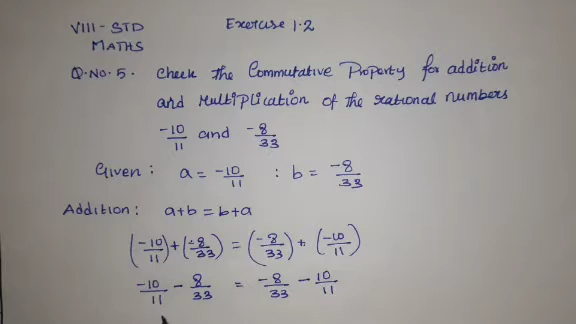 VIII - STD Exercise 1.2
MATHS
Q.No.5. Check the Commutative Property for addition
and Multiplication of the rational numbers
-10/11 and -8/33
Given : a = -10/11 : b = -8/33
Addition : a+b = b+a
(-10/11) + (-8/33) = (-8/33) + (-10/11)
-10/11 - 8/33 = -8/33 - 10/11